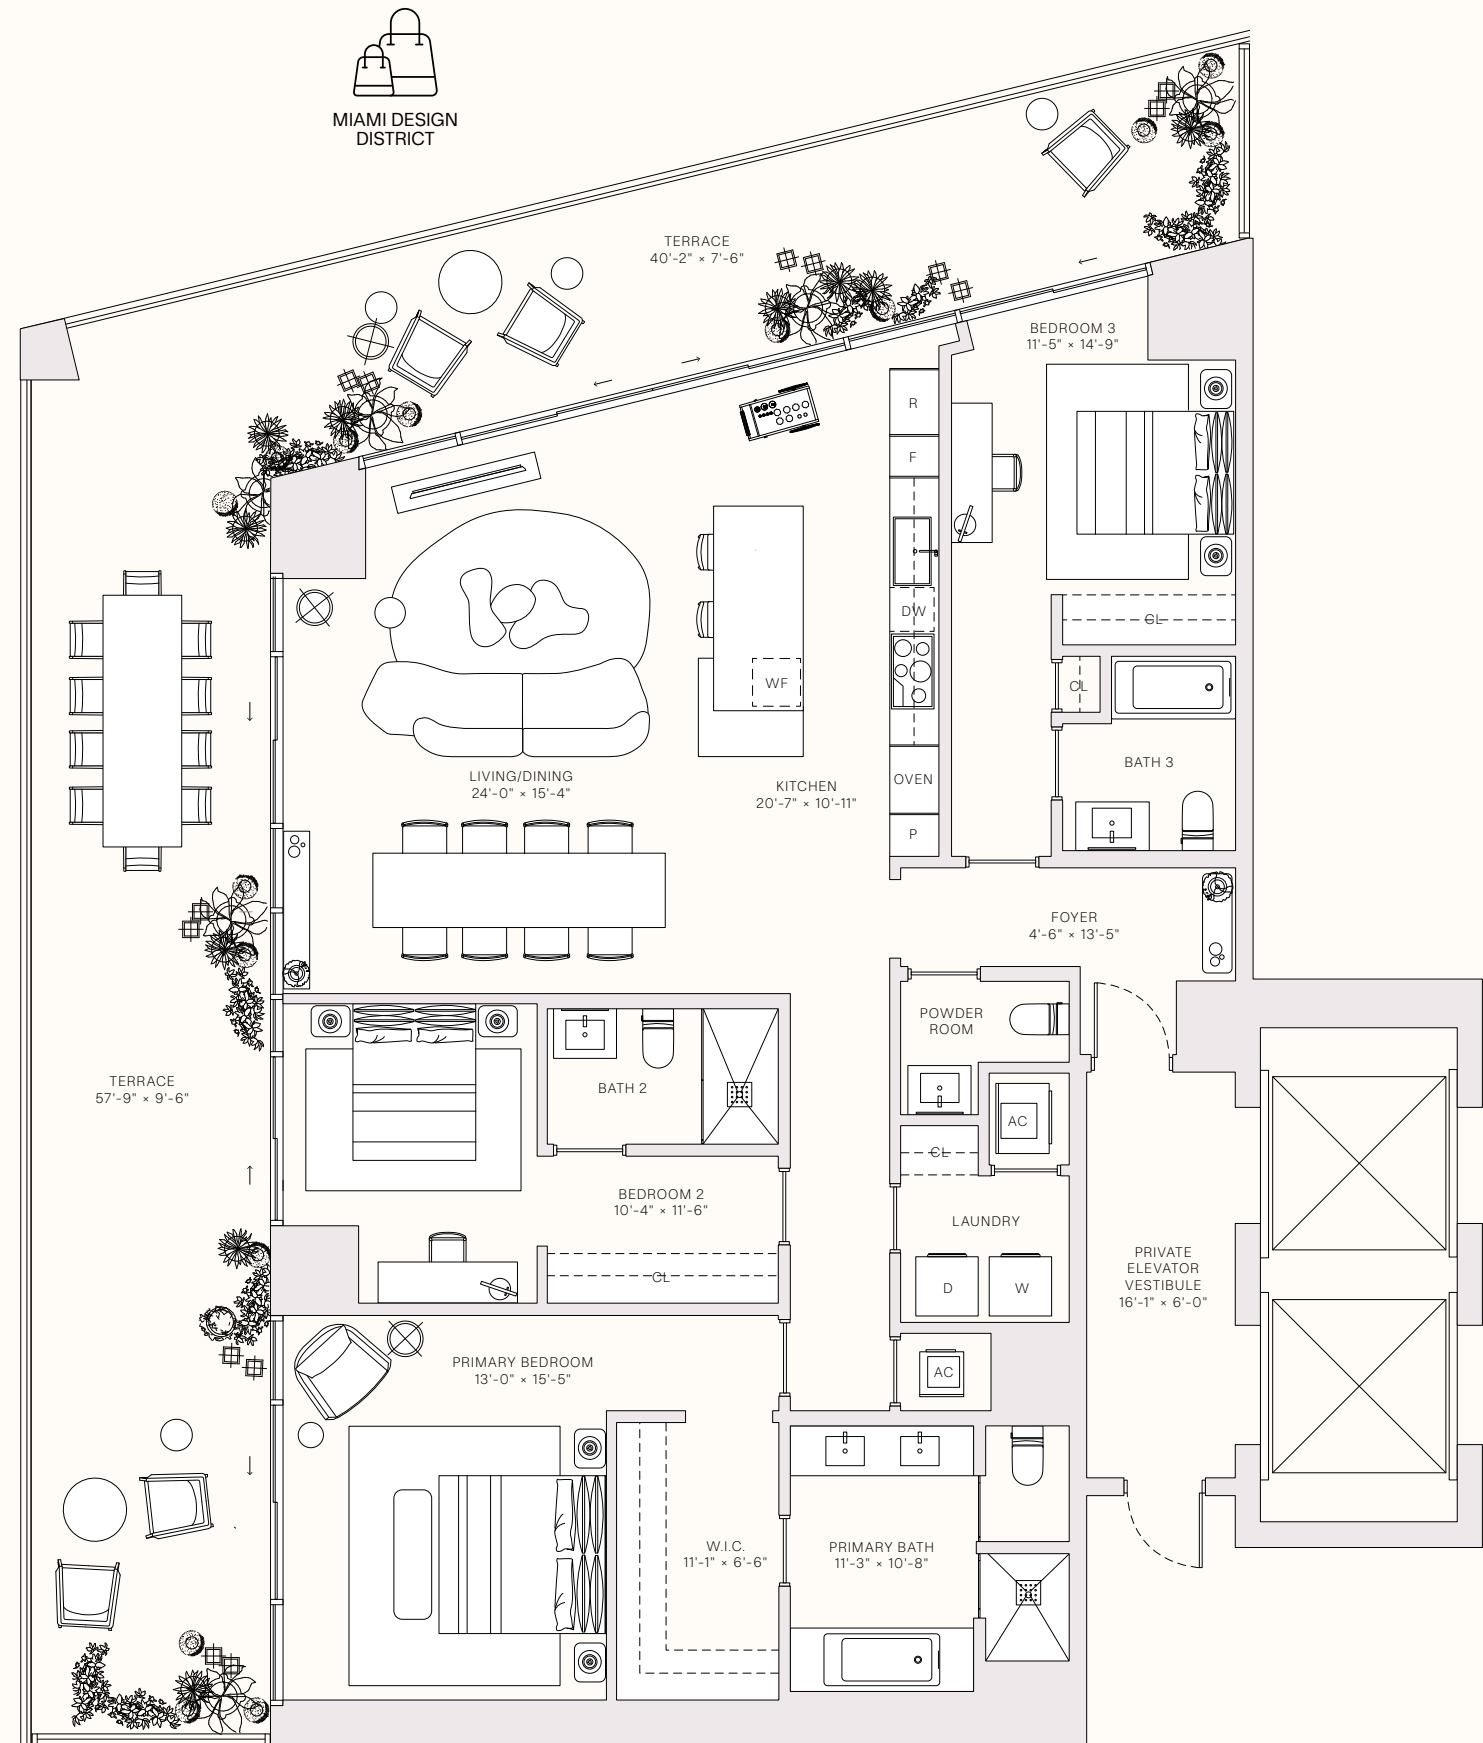 MIAMI DESIGN
DISTRICT
TERRACE
40'-2" × 7'-6"
BEDROOM 3
11'-5" × 14'-9"
R
F
DW
CL
WF
CL
BATH 3
LIVING/DINING
24'-0" × 15'-4"
KITCHEN
20'-7" × 10'-11"
OVEN
P
FOYER
4'-6" × 13'-5"
POWDER
ROOM
TERRACE
57'-9" × 9'-6"
BATH 2
AC
CL
BEDROOM 2
10'-4" × 11'-6"
LAUNDRY
CL
D
W
PRIVATE
ELEVATOR
VESTIBULE
16'-1" × 6'-0"
PRIMARY BEDROOM
13'-0" × 15'-5"
AC
W.I.C.
11'-1" × 6'-6"
PRIMARY BATH
11'-3" × 10'-8"